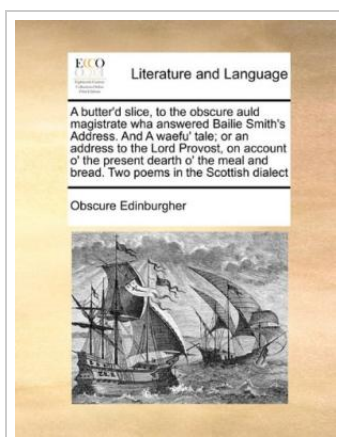 ECCO
Literature and Language
A butter'd slice, to the obscure auld
magistrate wha answered Bailie Smith's
Address. And A waefu' tale; or an
address to the Lord Provost, on account
o' the present dearth o' the meal and
bread. Two poems in the Scottish dialect
Obscure Edinburgher